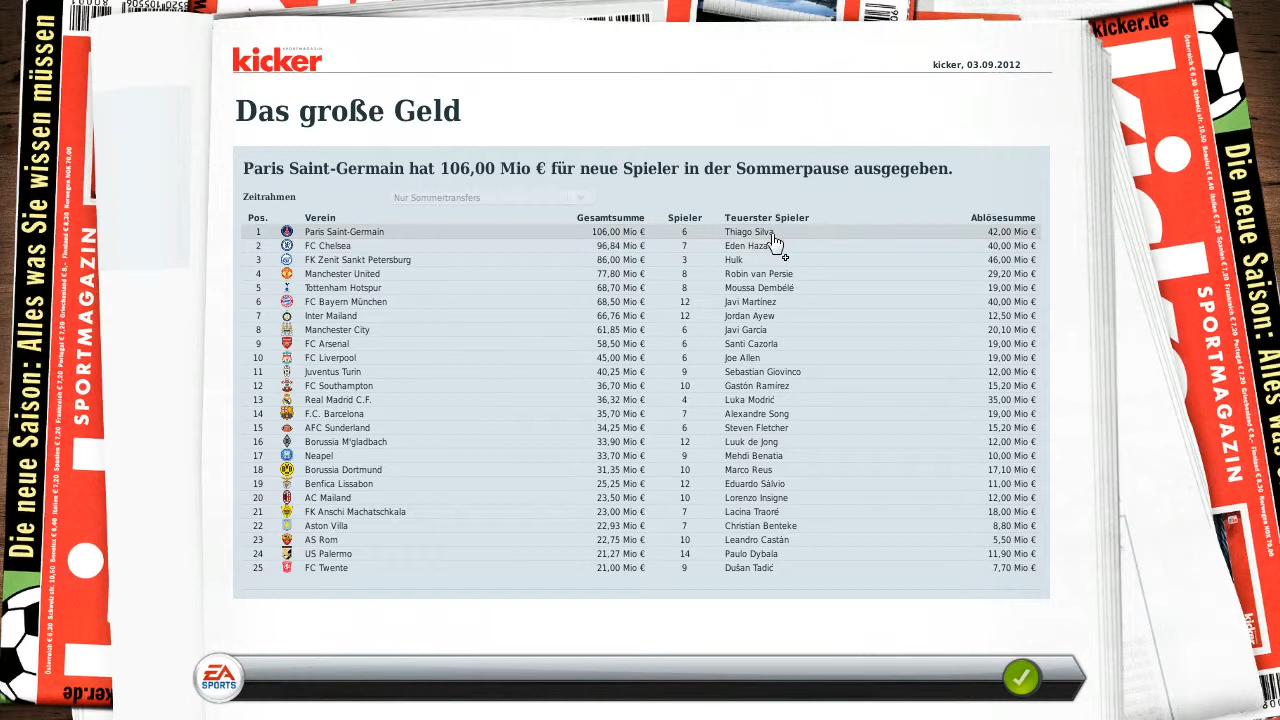 kicker
SPORTMAGAZIN
kicker, 03.09.2012
Das große Geld
Paris Saint-Germain hat 106,00 Mio € für neue Spieler in der Sommerpause ausgegeben.
Zeitrahmen Nur Sommertransfers
Pos. Verein Gesamtsumme Spieler Teuerster Spieler Ablösesumme
1 Paris Saint-Germain 106,00 Mio € 6 Thiago Silva 42,00 Mio €
2 FC Chelsea 96,84 Mio € 7 Eden Haza 40,00 Mio €
3 FK Zenit Sankt Petersburg 86,00 Mio € 3 Hulk 46,00 Mio €
4 Manchester United 77,80 Mio € 8 Robin van Persie 29,20 Mio €
5 Tottenham Hotspur 68,70 Mio € 8 Moussa Dembélé 19,00 Mio €
6 FC Bayern München 68,50 Mio € 12 Javi Martínez 40,00 Mio €
7 Inter Mailand 66,76 Mio € 12 Jordan Ayew 12,50 Mio €
8 Manchester City 61,85 Mio € 6 Javi García 20,10 Mio €
9 FC Arsenal 58,50 Mio € 6 Santi Cazorla 19,00 Mio €
10 FC Liverpool 45,00 Mio € 6 Joe Allen 19,00 Mio €
11 Juventus Turin 40,25 Mio € 9 Sebastian Giovinco 12,00 Mio €
12 FC Southampton 36,70 Mio € 10 Gastón Ramírez 15,20 Mio €
13 Real Madrid C.F. 36,32 Mio € 4 Luka Modrić 35,00 Mio €
14 F.C. Barcelona 35,70 Mio € 7 Alexandre Song 19,00 Mio €
15 AFC Sunderland 34,25 Mio € 6 Steven Fletcher 15,20 Mio €
16 Borussia M'gladbach 33,90 Mio € 12 Luuk de Jong 12,00 Mio €
17 Neapel 33,70 Mio € 9 Mehdi Benatia 10,00 Mio €
18 Borussia Dortmund 31,35 Mio € 10 Marco Reus 17,10 Mio €
19 Benfica Lissabon 25,25 Mio € 12 Eduardo Salvio 11,00 Mio €
20 AC Mailand 23,50 Mio € 10 Lorenzo Insigne 12,00 Mio €
21 FK Anschi Machatschkala 23,00 Mio € 7 Lacina Traoré 18,00 Mio €
22 Aston Villa 22,93 Mio € 7 Christian Benteke 8,80 Mio €
23 AS Rom 22,75 Mio € 10 Leandro Castán 5,50 Mio €
24 US Palermo 21,27 Mio € 14 Paulo Dybala 11,90 Mio €
25 FC Twente 21,00 Mio € 9 Dušan Tadić 7,70 Mio €
EA
SPORTS
Die neue Saison: Alles was Sie wissen müssen
SPORTMAGAZIN
kicker.de
Die neue Saison: Alles was
SPORTMAGAZIN
kicker